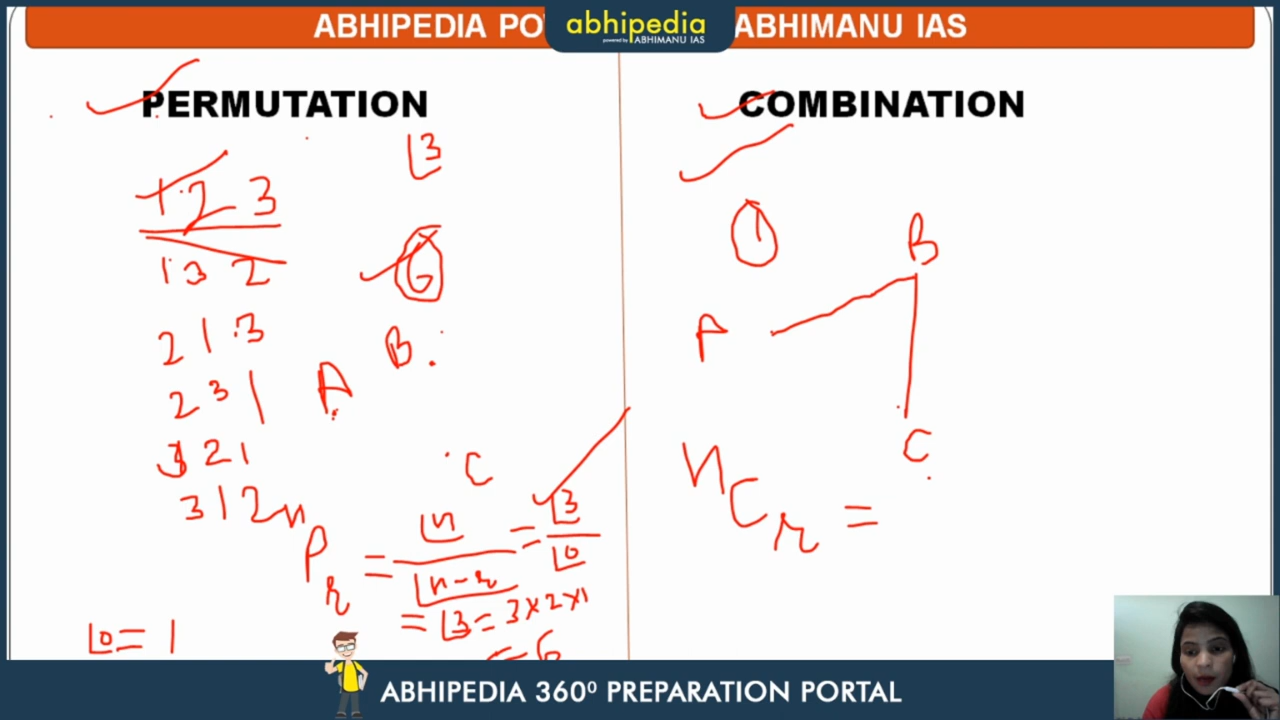 ABHIPEDIA PO
abhipedia
powered by ABHIMANU IAS
ABHIMANU IAS
PERMUTATION
1 2 3
1 3 2
2 1 3
2 3 1
3 2 1
3 1 2
⌊3
6
A
B
C
nPr = ⌊n / ⌊n-r = ⌊3 / ⌊0
= ⌊3 = 3×2×1
= 6
⌊0 = 1
COMBINATION
1
A
B
C
nCr =
ABHIPEDIA 360⁰ PREPARATION PORTAL